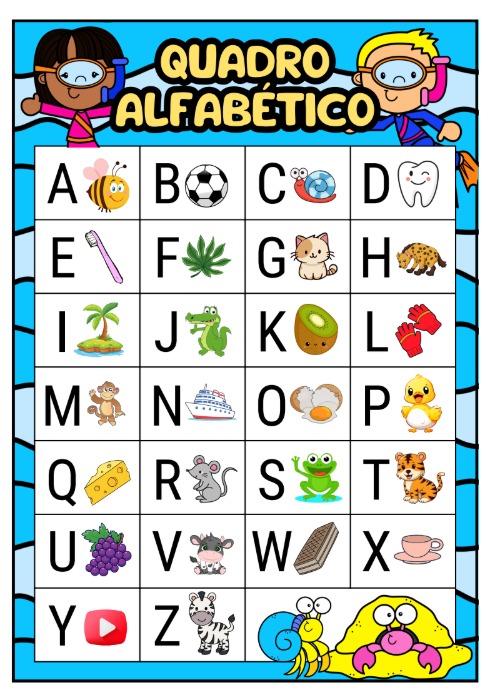 QUADRO
ALFABÉTICO
A B C D
E F G H
I J K L
M N O P
Q R S T
U V W X
Y Z